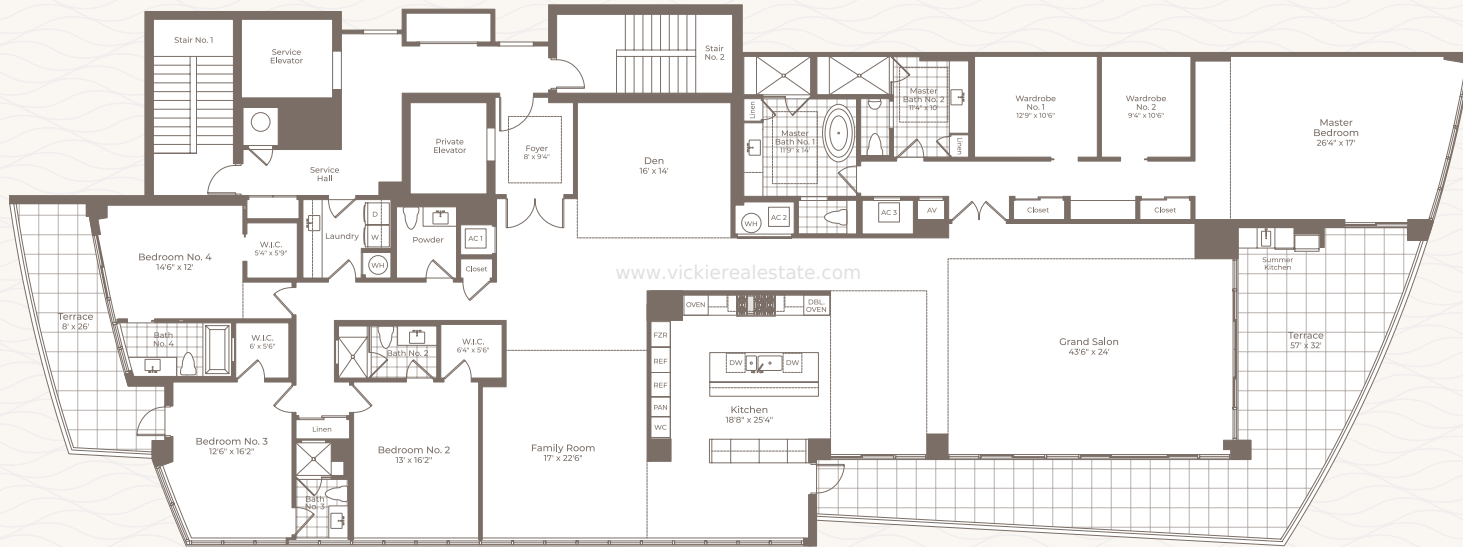 Stair No. 1
Service
Elevator
Stair
No. 2
Service
Hall
Private
Elevator
Foyer
8' x 9'4"
Den
16' x 14'
Linen
Master
Bath No. 1
11'9" x 14'
Master
Bath No. 2
11'4" x 10'
Linen
Wardrobe
No. 1
12'9" x 10'6"
Wardrobe
No. 2
9'4" x 10'6"
Master
Bedroom
26'4" x 17'
WH
AC 2
AC 3
AV
Closet
Closet
Bedroom No. 4
14'6" x 12'
W.I.C.
5'4" x 5'9"
Laundry
D
W
WH
Powder
AC 1
Closet
www.vickierealestate.com
Summer
Kitchen
Terrace
8' x 26'
Bath
No. 4
W.I.C.
6' x 5'6"
Bath No. 2
W.I.C.
6'4" x 5'6"
OVEN
DBL.
OVEN
FZR
REF
REF
PAN
WC
DW
DW
Kitchen
18'8" x 25'4"
Grand Salon
43'6" x 24'
Terrace
57' x 32'
Bedroom No. 3
12'6" x 16'2"
Linen
Bath
No. 3
Bedroom No. 2
13' x 16'2"
Family Room
17' x 22'6"